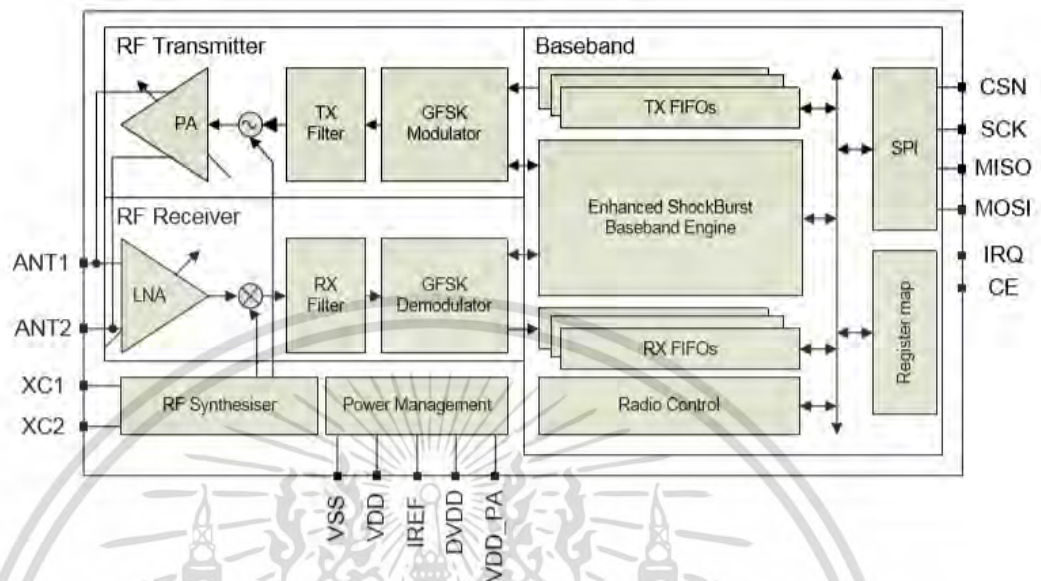 RF Transmitter
Baseband
PA
TX
Filter
GFSK
Modulator
TX FIFOs
SPI
CSN
SCK
MISO
MOSI
Enhanced ShockBurst
Baseband Engine
RF Receiver
ANT1
ANT2
LNA
RX
Filter
GFSK
Demodulator
RX FIFOs
Register map
IRQ
CE
XC1
XC2
RF Synthesiser
Power Management
Radio Control
VSS
VDD
IREF
DVDD
VDD_PA